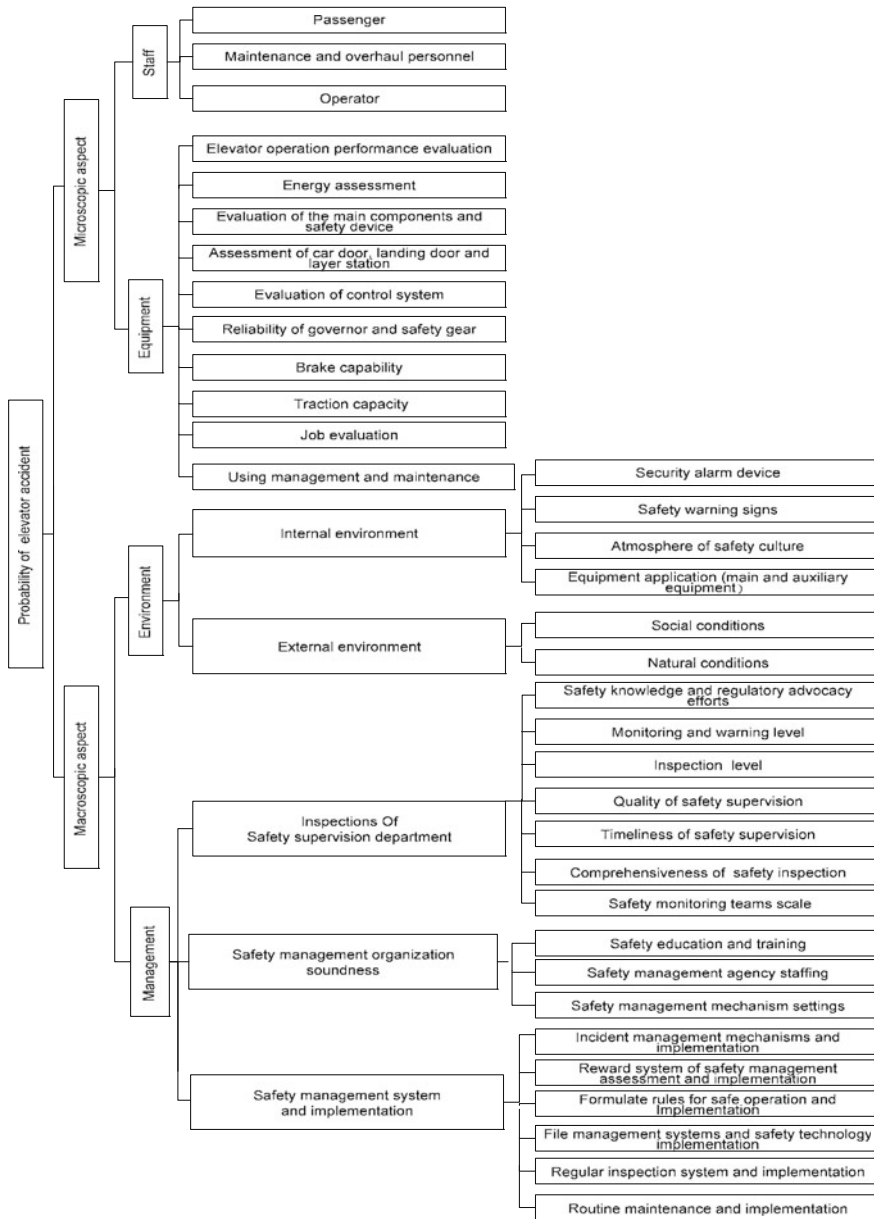 Probability of elevator accident
Microscopic aspect
Staff
Passenger
Maintenance and overhaul personnel
Operator
Equipment
Elevator operation performance evaluation
Energy assessment
Evaluation of the main components and
safety device
Assessment of car door, landing door and
layer station
Evaluation of control system
Reliability of governor and safety gear
Brake capability
Traction capacity
Job evaluation
Using management and maintenance
Macroscopic aspect
Environment
Internal environment
Security alarm device
Safety warning signs
Atmosphere of safety culture
Equipment application (main and auxiliary
equipment)
External environment
Social conditions
Natural conditions
Management
Inspections Of
Safety supervision department
Safety knowledge and regulatory advocacy
efforts
Monitoring and warning level
Inspection level
Quality of safety supervision
Timeliness of safety supervision
Comprehensiveness of safety inspection
Safety monitoring teams scale
Safety management organization
soundness
Safety education and training
Safety management agency staffing
Safety management mechanism settings
Safety management system
and implementation
Incident management mechanisms and
implementation
Reward system of safety management
assessment and implementation
Formulate rules for safe operation and
Implementation
File management systems and safety technology
implementation
Regular inspection system and implementation
Routine maintenance and implementation